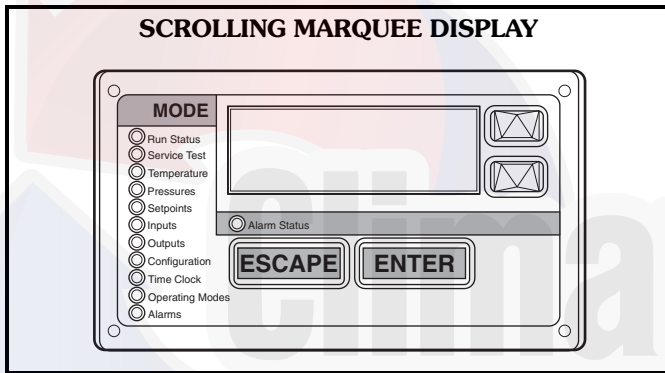 SCROLLING MARQUEE DISPLAY
MODE
Run Status
Service Test
Temperature
Pressures
Setpoints
Inputs
Outputs
Configuration
Time Clock
Operating Modes
Alarms
Alarm Status
ESCAPE
ENTER
Clima